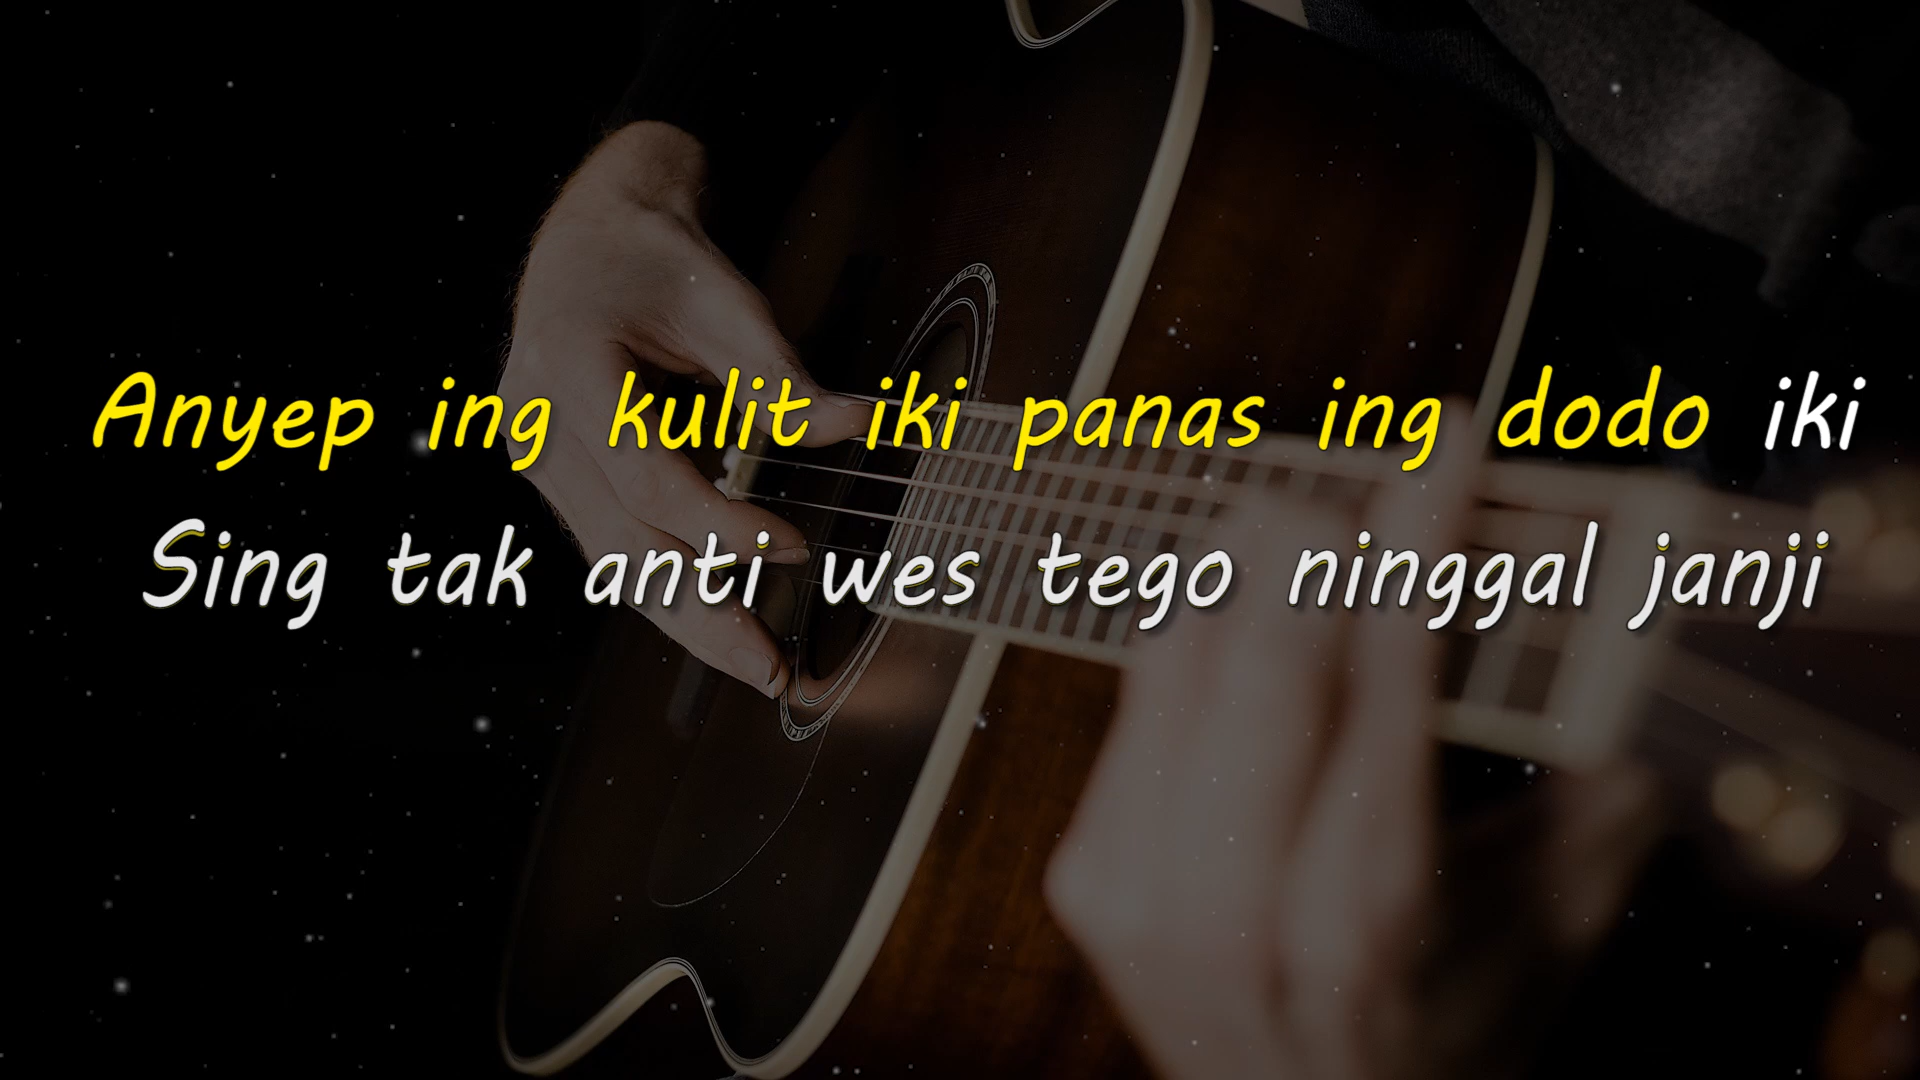 Anyep ing kulit iki panas ing dodo iki
Sing tak anti wes tego ninggal janji